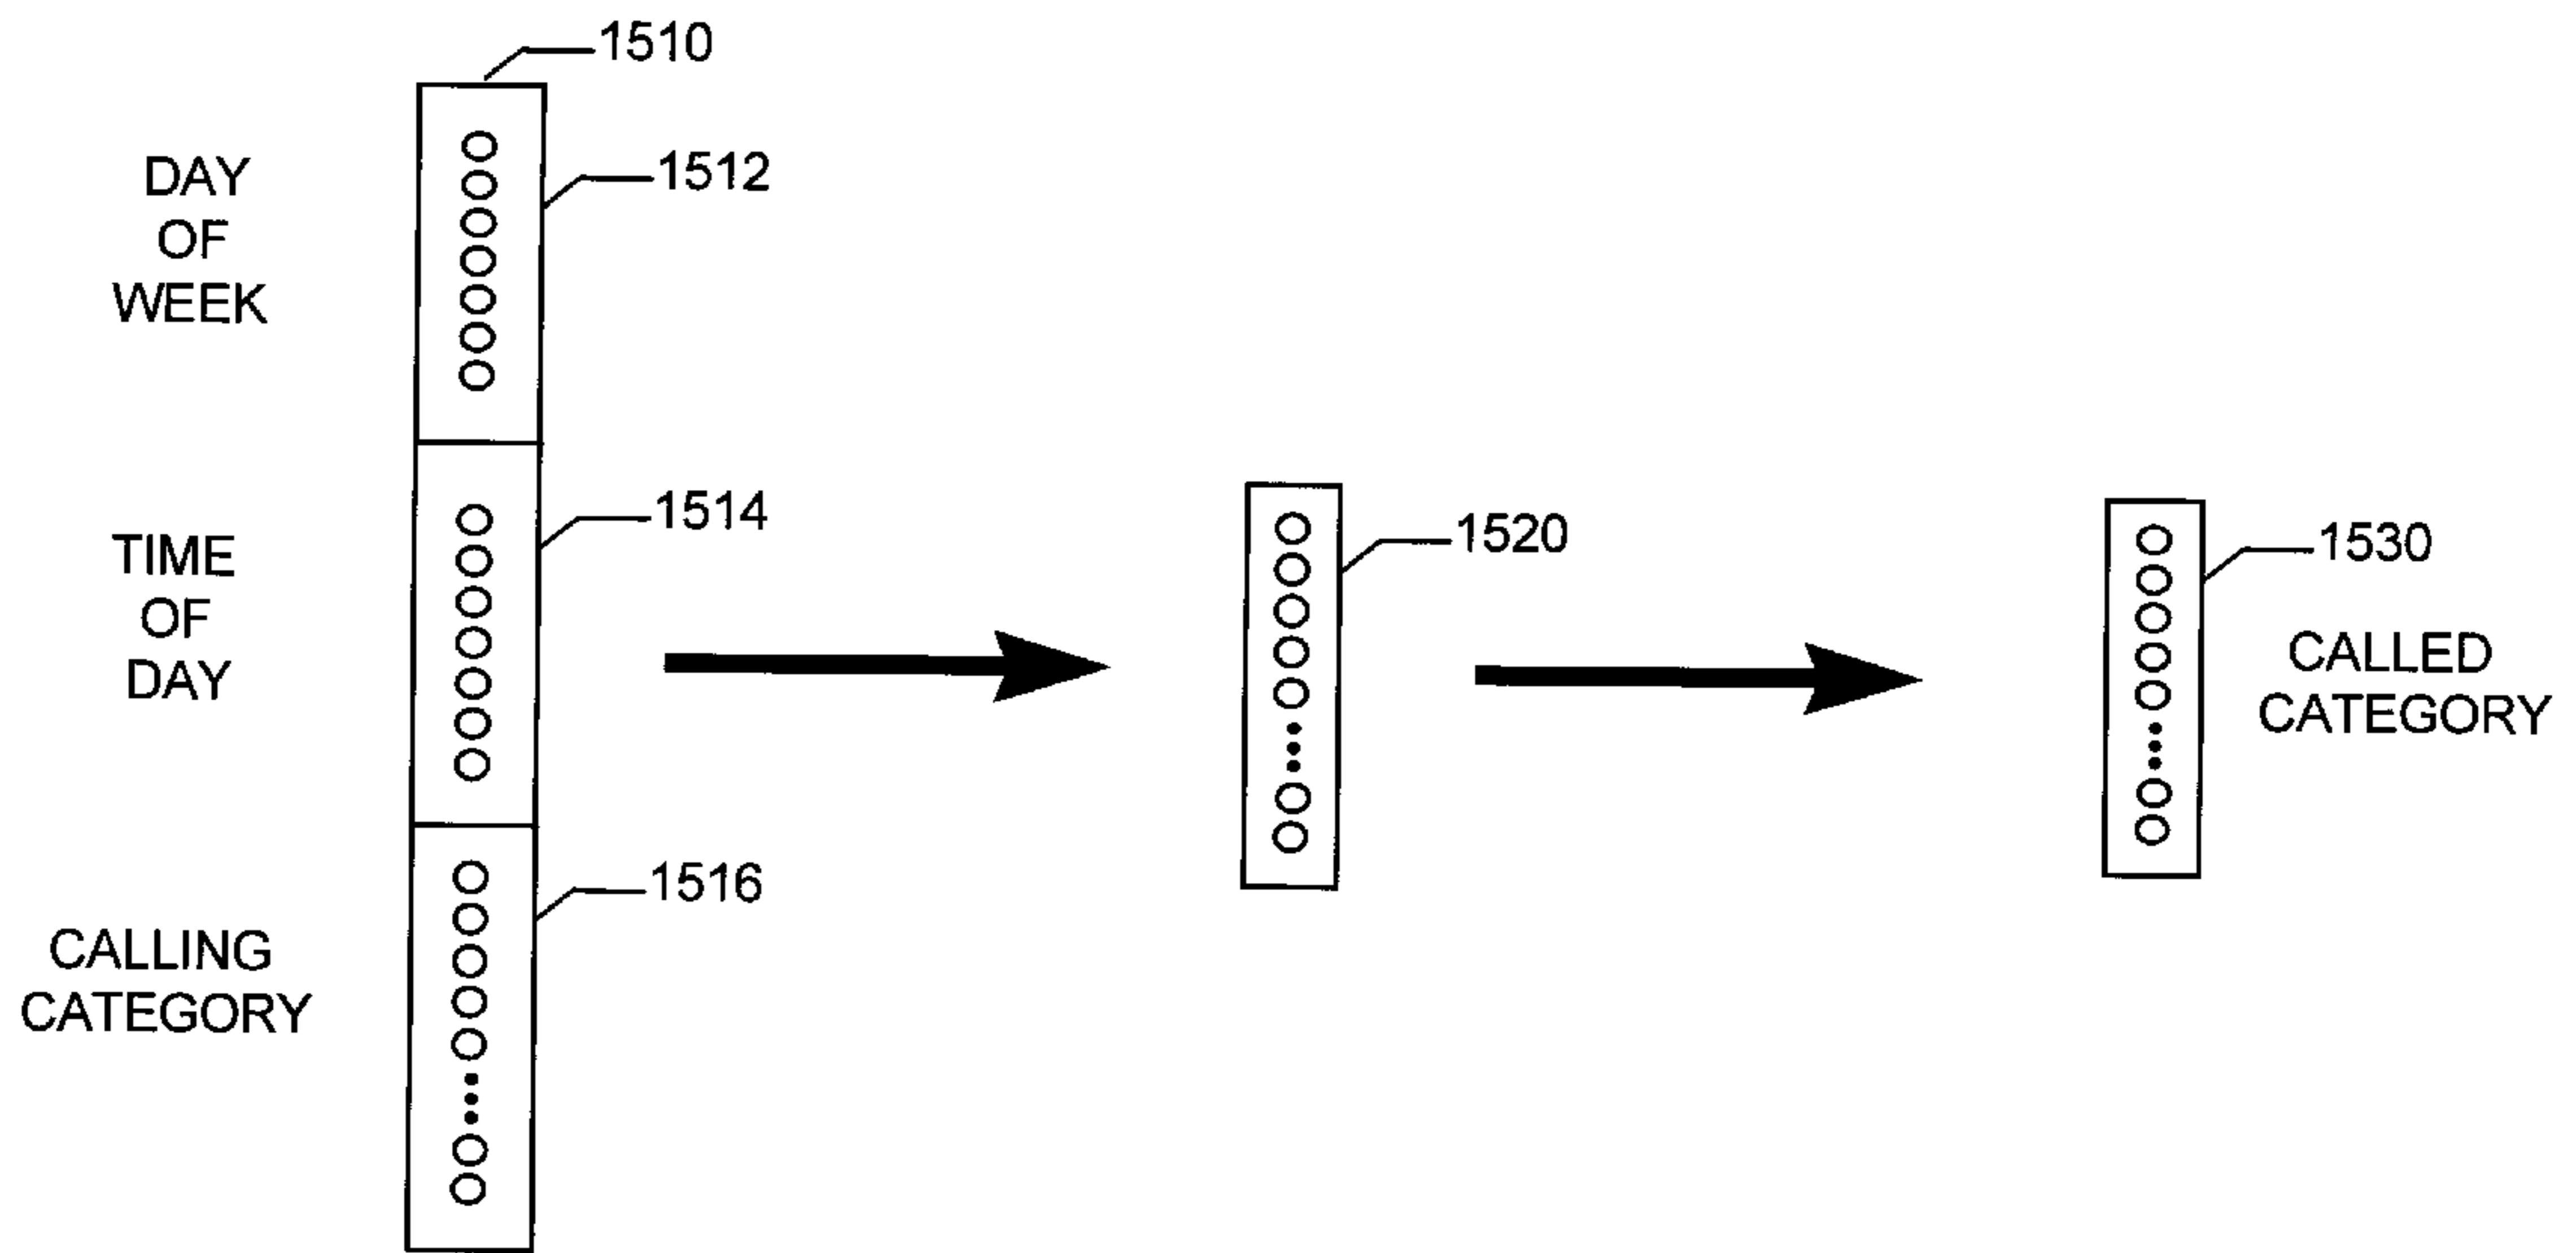 1510
DAY
OF
WEEK
1512
TIME
OF
DAY
1514
CALLING
CATEGORY
1516
1520
1530
CALLED
CATEGORY